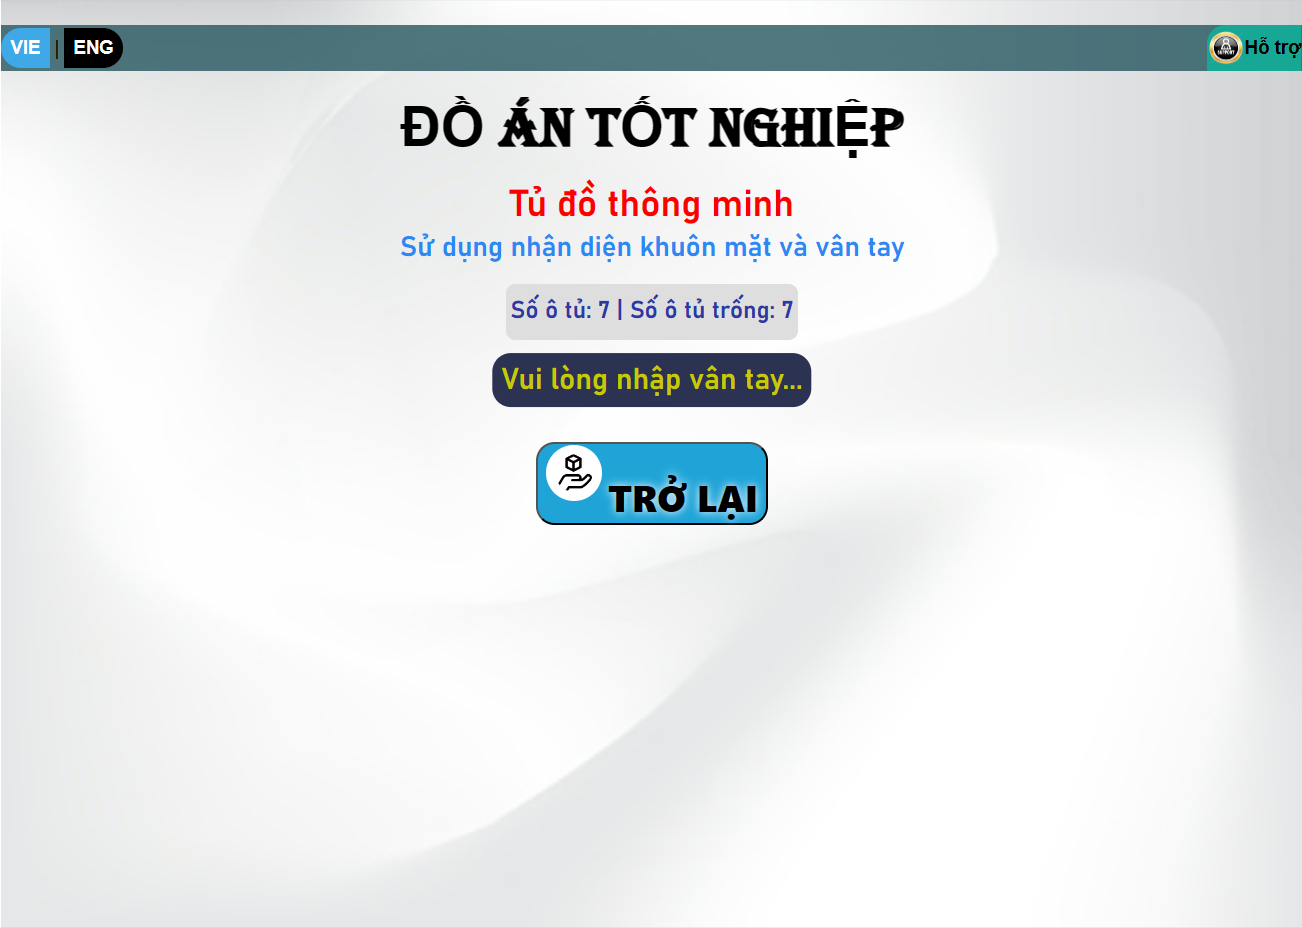 VIE | ENG
SUPPORT
Hỗ trợ
ĐỒ ÁN TỐT NGHIỆP
Tủ đồ thông minh
Sử dụng nhận diện khuôn mặt và vân tay
Số ô tủ: 7 | Số ô tủ trống: 7
Vui lòng nhập vân tay...
TRỞ LẠI